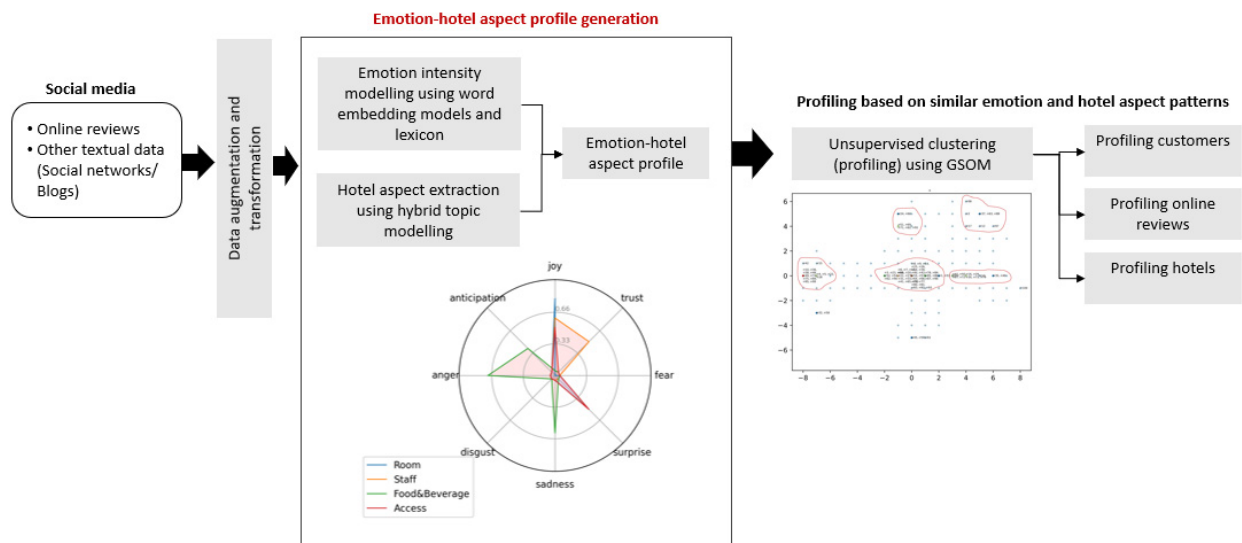 Emotion-hotel aspect profile generation
Social media
• Online reviews
• Other textual data
(Social networks/
Blogs)
Data augmentation and
transformation
Emotion intensity
modelling using word
embedding models and
lexicon
Hotel aspect extraction
using hybrid topic
modelling
Emotion-hotel
aspect profile
joy
anticipation
trust
0.66
0.33
anger
fear
disgust
surprise
sadness
Room
Staff
Food&Beverage
Access
Profiling based on similar emotion and hotel aspect patterns
Unsupervised clustering
(profiling) using GSOM
6
4
2
0
−2
−4
−6
−8 −6 −4 −2 0 2 4 6 8
Profiling customers
Profiling online
reviews
Profiling hotels